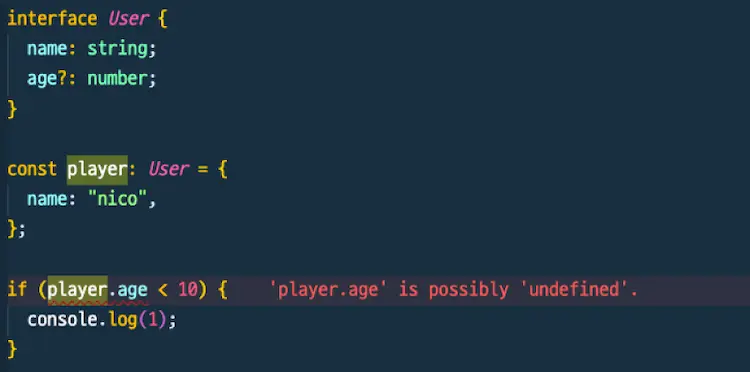 interface User {
  name: string;
  age?: number;
}
const player: User = {
  name: "nico",
};
if (player.age < 10) {    'player.age' is possibly 'undefined'.
  console.log(1);
}